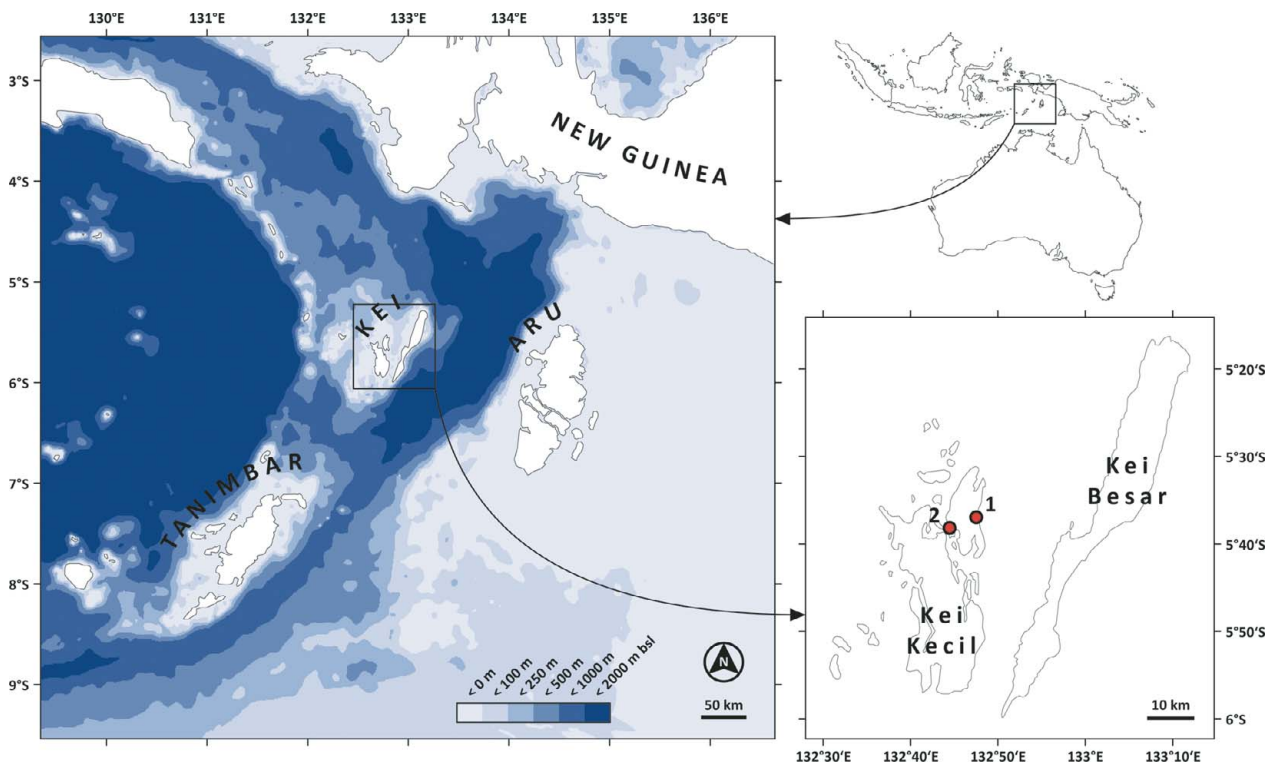 130°E 131°E 132°E 133°E 134°E 135°E 136°E
3°S
4°S
5°S
6°S
7°S
8°S
9°S
NEW GUINEA
KEI
ARU
TANIMBAR
< 0 m < 100 m < 250 m < 500 m < 1000 m < 2000 m bsl
N
50 km
5°20'S
5°30'S
5°40'S
5°50'S
6°S
Kei
Besar
1
2
Kei
Kecil
10 km
132°30'E 132°40'E 132°50'E 133°E 133°10'E